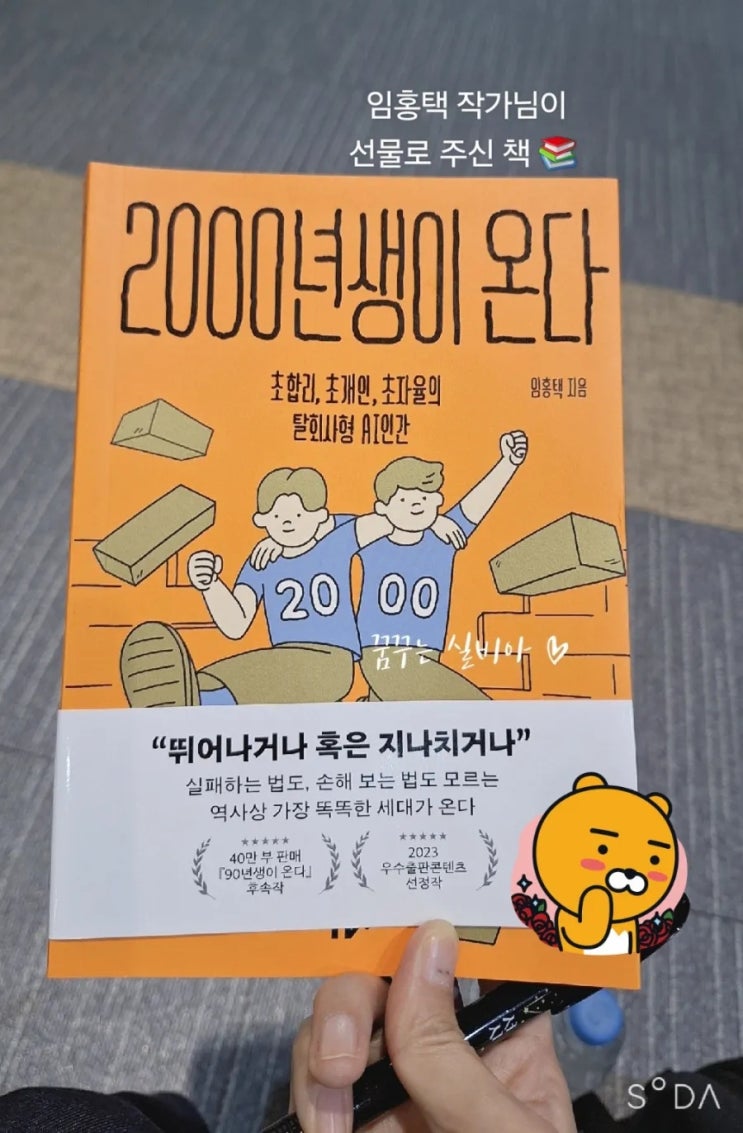 임홍택 작가님이
선물로 주신 책
2000년생이 온다
초합리, 초개인, 초자율의
탈회사형 AI인간
임홍택 지음
20 00
꿈꾸는 실비아
“뛰어나거나 혹은 지나치거나”
실패하는 법도, 손해 보는 법도 모르는
역사상 가장 똑똑한 세대가 온다
40만 부 판매
『90년생이 온다』
후속작
2023
우수출판콘텐츠
선정작
SODA